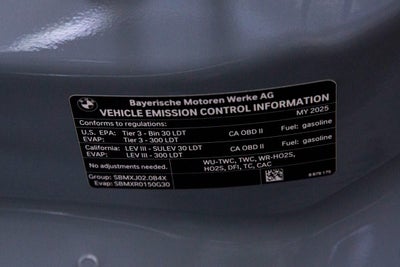 Bayerische Motoren Werke AG
VEHICLE EMISSION CONTROL INFORMATION
Conforms to regulations: MY 2025
U.S. EPA: Tier 3 - Bin 30 LDT CA OBD II Fuel: gasoline
EVAP: Tier 3 - 300 LDT
California: LEV III - SULEV 30 LDT CA OBD II Fuel: gasoline
EVAP: LEV III - 300 LDT
No adjustments needed. WU-TWC, TWC, WR-HO2S,
HO2S, DFI, TC, CAC
Group: SBMXJ02.0B4X
Evap: SBMXR0150G30